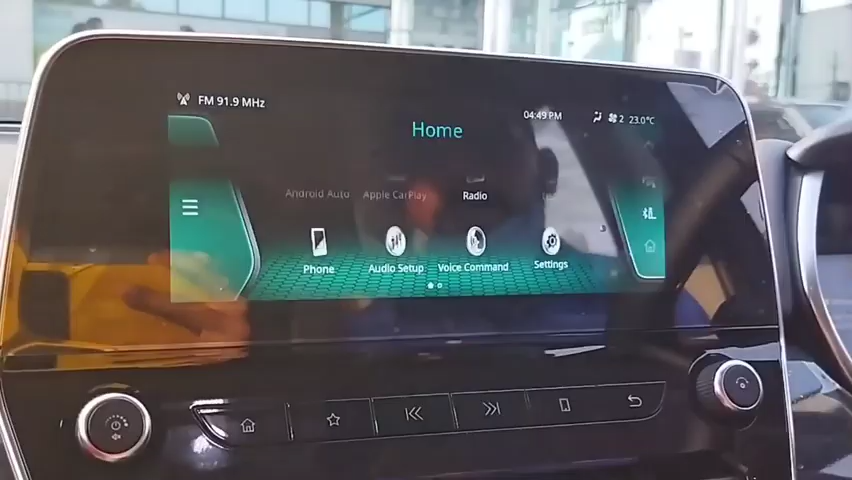 FM 91.9 MHz
04:49 PM
2 23.0°C
Home
Android Auto Apple CarPlay Radio
Phone Audio Setup Voice Command Settings